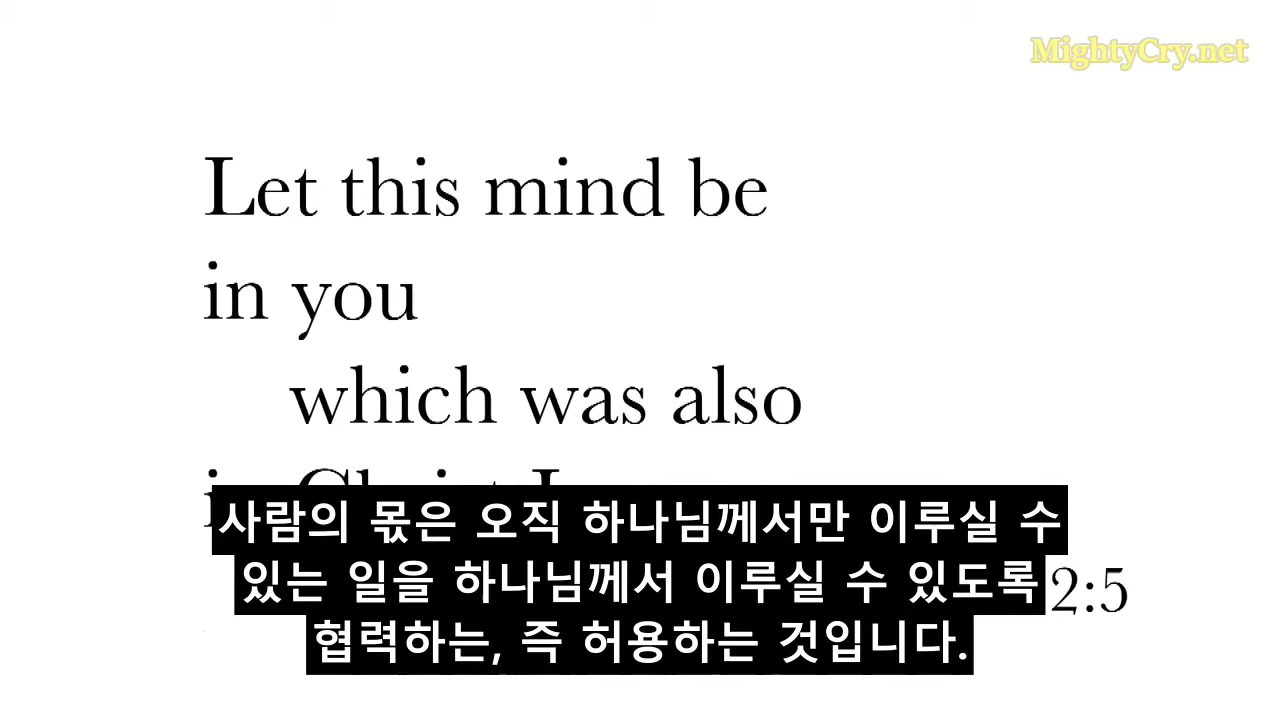 MightyCry.net
Let this mind be
in you
which was also
사람의 몫은 오직 하나님께서만 이루실 수
있는 일을 하나님께서 이루실 수 있도록
2:5
협력하는, 즉 허용하는 것입니다.